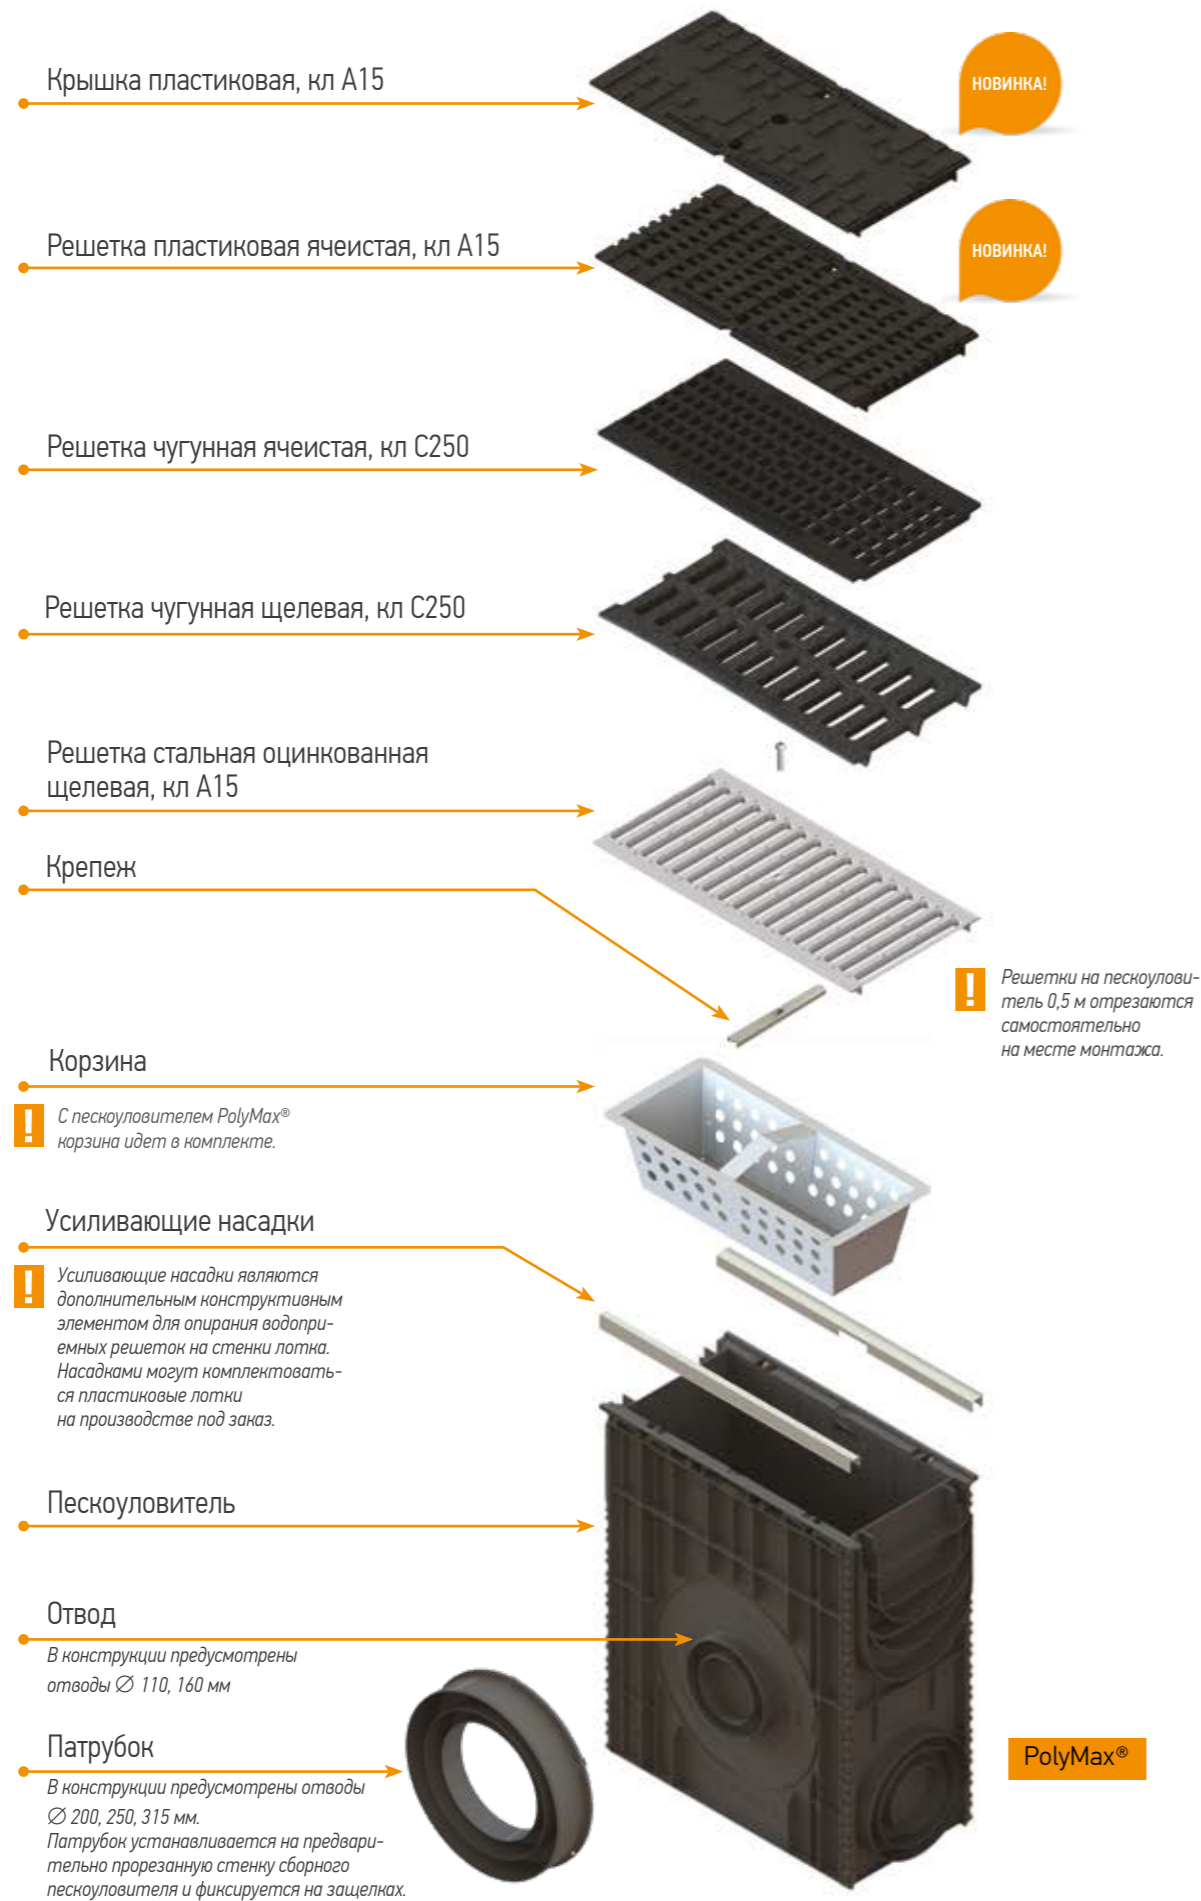 Крышка пластиковая, кл А15
НОВИНКА!
Решетка пластиковая ячеистая, кл А15
НОВИНКА!
Решетка чугунная ячеистая, кл С250
Решетка чугунная щелевая, кл С250
Решетка стальная оцинкованная
щелевая, кл А15
Крепеж
Решетки на пескоулови-
тель 0,5 м отрезаются
самостоятельно
на месте монтажа.
Корзина
С пескоуловителем PolyMax®
корзина идет в комплекте.
Усиливающие насадки
Усиливающие насадки являются
дополнительным конструктивным
элементом для опирания водопри-
емных решеток на стенки лотка.
Насадками могут комплектовать-
ся пластиковые лотки
на производстве под заказ.
Пескоуловитель
Отвод
В конструкции предусмотрены
отводы ∅ 110, 160 мм
Патрубок
В конструкции предусмотрены отводы
∅ 200, 250, 315 мм.
Патрубок устанавливается на предвари-
тельно прорезанную стенку сборного
пескоуловителя и фиксируется на защелках.
PolyMax®